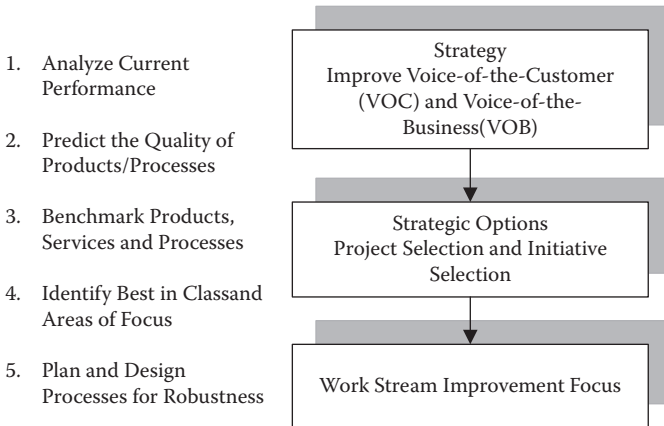 1. Analyze Current
Performance
2. Predict the Quality of
Products/Processes
3. Benchmark Products,
Services and Processes
4. Identify Best in Classand
Areas of Focus
5. Plan and Design
Processes for Robustness
Strategy
Improve Voice-of-the-Customer
(VOC) and Voice-of-the-
Business(VOB)
Strategic Options
Project Selection and Initiative
Selection
Work Stream Improvement Focus